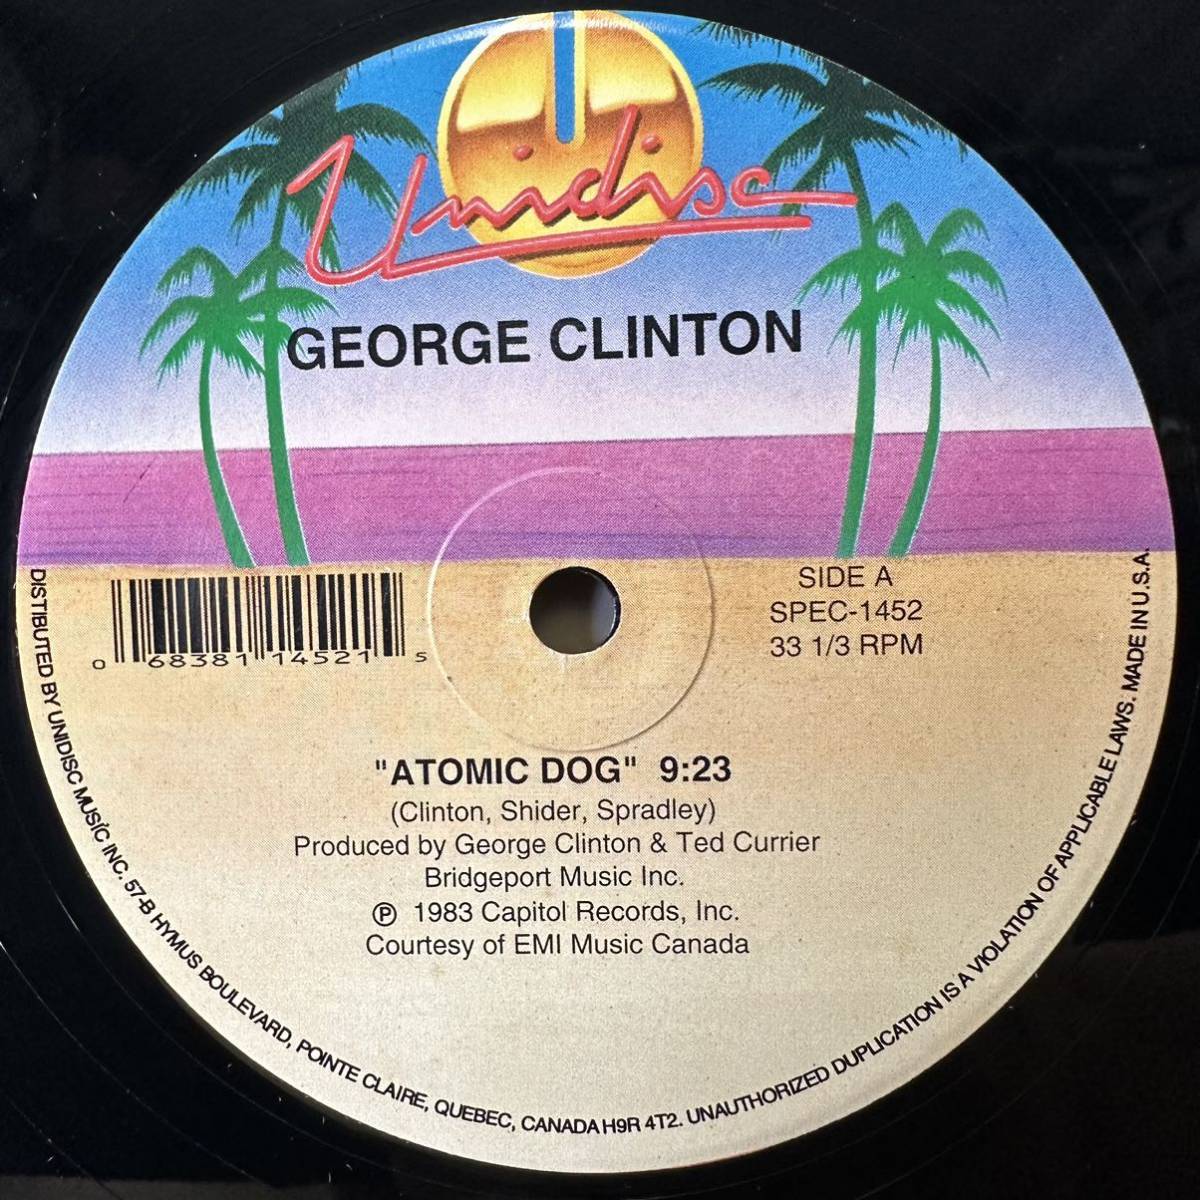 Unidisc
GEORGE CLINTON
SIDE A
SPEC-1452
33 1/3 RPM
0 68381 14521 5
"ATOMIC DOG" 9:23
(Clinton, Shider, Spradley)
Produced by George Clinton & Ted Currier
Bridgeport Music Inc.
℗ 1983 Capitol Records, Inc.
Courtesy of EMI Music Canada
DISTIBUTED BY UNIDISC MUSIC INC. 57-B HYMUS BOULEVARD, POINTE CLAIRE, QUEBEC, CANADA H9R 4T2. UNAUTHORIZED DUPLICATION IS A VIOLATION OF APPLICABLE LAWS. MADE IN U.S.A.